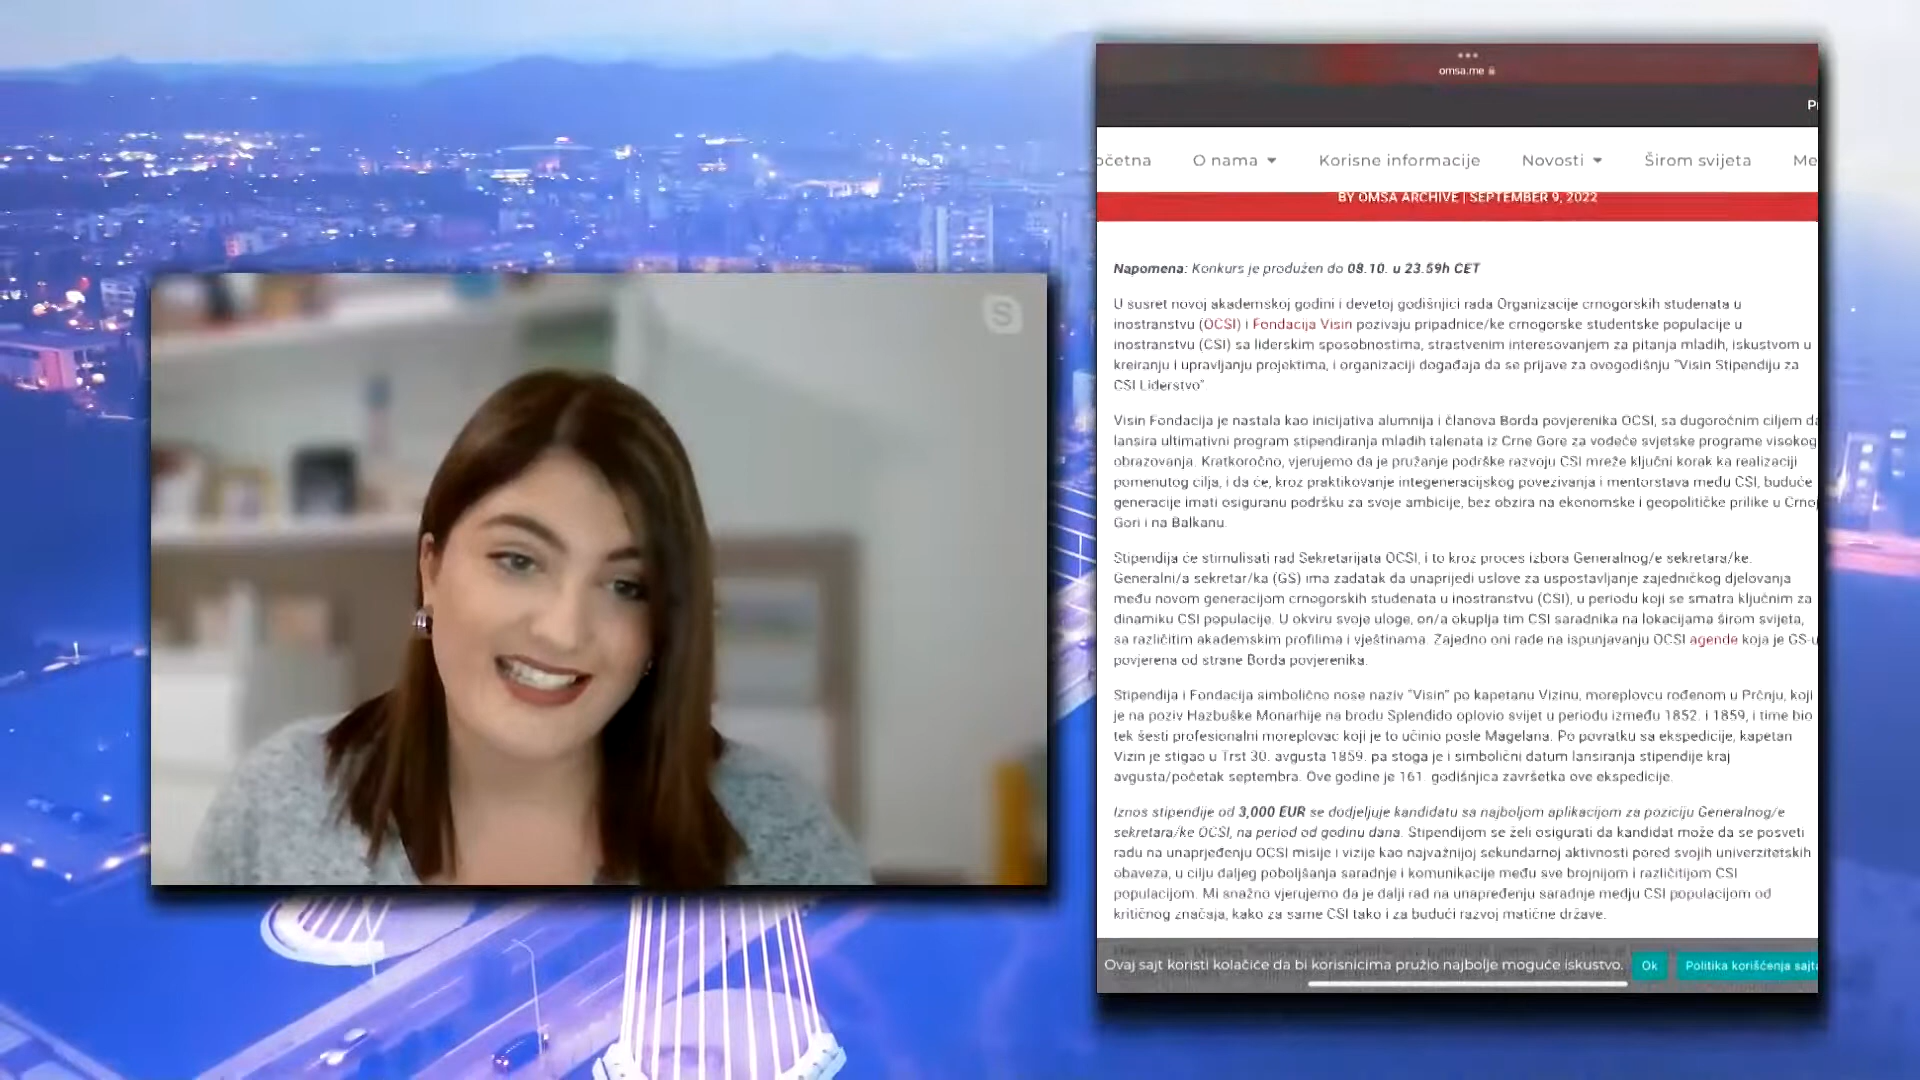 omsa.me
očetna O nama Korisne informacije Novosti Širom svijeta Me
BY OMSA ARCHIVE | SEPTEMBER 9, 2022
Napomena: Konkurs je produžen do 08.10. u 23.59h CET
U susret novoj akademskoj godini i devetoj godišnjici rada Organizacije crnogorskih studenata u
inostranstvu (OCSI) i Fondacija Visin pozivaju pripadnice/ke crnogorske studentske populacije u
inostranstvu (CSI) sa liderskim sposobnostima, strastvenim interesovanjem za pitanja mladih, iskustvom u
kreiranju i upravljanju projektima, i organizaciji događaja da se prijave za ovogodišnju “Visin Stipendiju za
CSI Liderstvo”
Visin Fondacija je nastala kao inicijativa alumnija i članova Borda povjerenika OCSI, sa dugoročnim ciljem da
lansira ultimativni program stipendiranja mladih talenata iz Crne Gore za vodeće svjetske programe visokog
obrazovanja. Kratkoročno, vjerujemo da je pružanje podrške razvoju CSI mreže ključni korak ka realizaciji
pomenutog cilja, i da će, kroz praktikovanje integeneracijskog povezivanja i mentorstava među CSI, buduće
generacije imati osiguranu podršku za svoje ambicije, bez obzira na ekonomske i geopolitičke prilike u Crnoj
Gori i na Balkanu.
Stipendija će stimulisati rad Sekretarijata OCSI, i to kroz proces izbora Generalnog/e sekretara/ke.
Generalni/a sekretar/ka (GS) ima zadatak da unaprijedi uslove za uspostavljanje zajedničkog djelovanja
među novom generacijom crnogorskih studenata u inostranstvu (CSI), u periodu koji se smatra ključnim za
dinamiku CSI populacije. U okviru svoje uloge, on/a okuplja tim CSI saradnika na lokacijama širom svijeta,
sa različitim akademskim profilima i vještinama. Zajedno oni rade na ispunjavanju OCSI agende koja je GS-u
povjerena od strane Borda povjerenika.
Stipendija i Fondacija simbolično nose naziv “Visin” po kapetanu Vizinu, moreplovcu rođenom u Prčnju, koji
je na poziv Hazbuške Monarhije na brodu Splendido oplovio svijet u periodu između 1852. i 1859, i time bio
tek šesti profesionalni moreplovac koji je to učinio posle Magelana. Po povratku sa ekspedicije, kapetan
Vizin je stigao u Trst 30. avgusta 1859. pa stoga je i simbolični datum lansiranja stipendije kraj
avgusta/početak septembra. Ove godine je 161. godišnjica završetka ove ekspedicije.
Iznos stipendije od 3,000 EUR se dodjeljuje kandidatu sa najboljom aplikacijom za poziciju Generalnog/e
sekretara/ke OCSI, na period od godinu dana. Stipendijom se želi osigurati da kandidat može da se posveti
radu na unaprjeđenju OCSI misije i vizije kao najvažnijoj sekundarnoj aktivnosti pored svojih univerzitetskih
obaveza, u cilju daljeg poboljšanja saradnje i komunikacije među sve brojnijom i različitijom CSI
populacijom. Mi snažno vjerujemo da je dalji rad na unapređenju saradnje medju CSI populacijom od
kritičnog značaja, kako za same CSI tako i za budući razvoj matične države.
Ovaj sajt koristi kolačiće da bi korisnicima pružio najbolje moguće iskustvo. Ok Politika korišćenja sajta